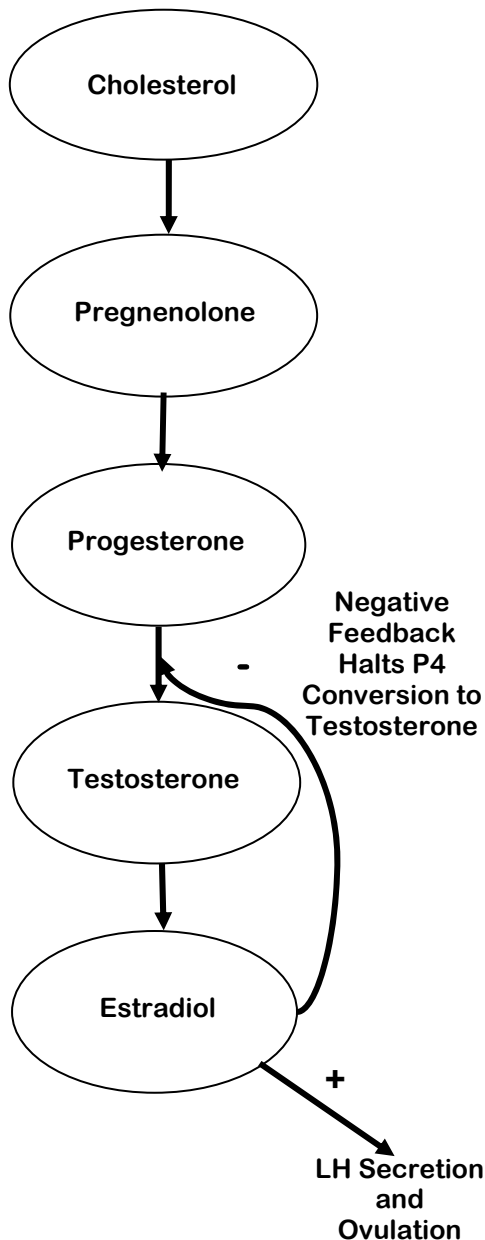 Cholesterol
Pregnenolone
Progesterone
Negative
Feedback
Halts P4
Conversion to
Testosterone
-
Testosterone
Estradiol
+
LH Secretion
and
Ovulation